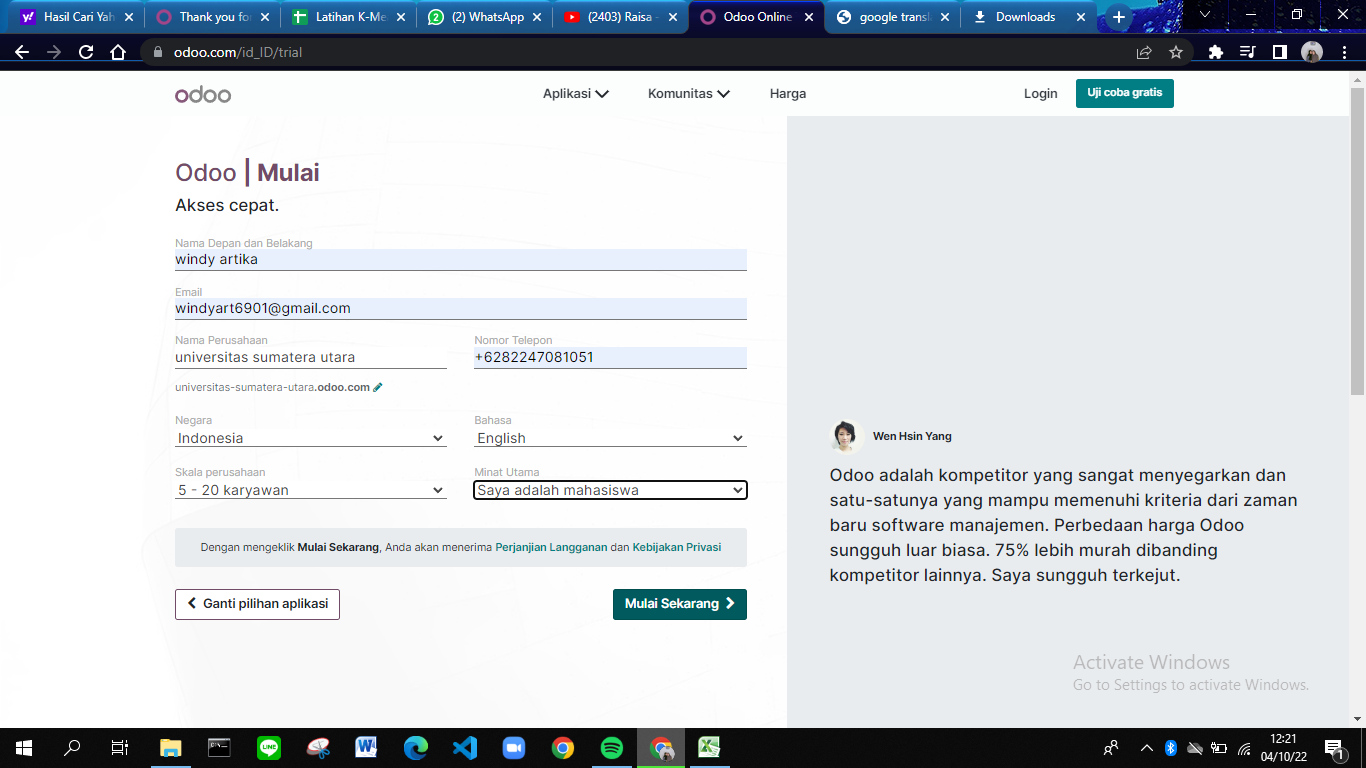 Hasil Cari Yah
Thank you for
Latihan K-Me
(2) WhatsApp
(2403) Raisa -
Odoo Online
google transl
Downloads
odoo.com/id_ID/trial
odoo
Aplikasi
Komunitas
Harga
Login
Uji coba gratis
Odoo | Mulai
Akses cepat.
Nama Depan dan Belakang
windy artika
Email
windyart6901@gmail.com
Nama Perusahaan
Nomor Telepon
universitas sumatera utara
+6282247081051
universitas-sumatera-utara.odoo.com
Negara
Bahasa
Indonesia
English
Skala perusahaan
Minat Utama
5 - 20 karyawan
Saya adalah mahasiswa
Dengan mengeklik Mulai Sekarang, Anda akan menerima Perjanjian Langganan dan Kebijakan Privasi
Ganti pilihan aplikasi
Mulai Sekarang
Wen Hsin Yang
Odoo adalah kompetitor yang sangat menyegarkan dan
satu-satunya yang mampu memenuhi kriteria dari zaman
baru software manajemen. Perbedaan harga Odoo
sungguh luar biasa. 75% lebih murah dibanding
kompetitor lainnya. Saya sungguh terkejut.
Activate Windows
Go to Settings to activate Windows.
12:21
04/10/22
1